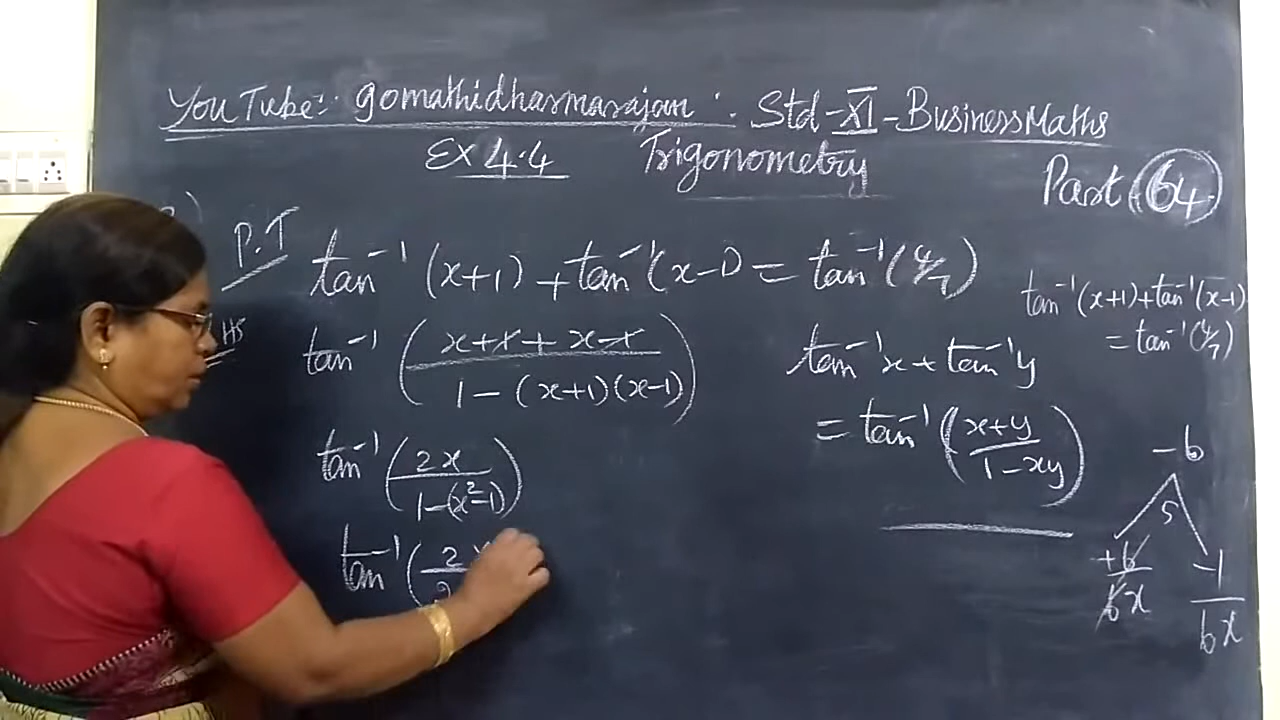 YouTube:- gomathidharmarajan : Std-XI-BusinessMaths
Ex 4.4 Trigonometry
Part 64
P.T tan⁻¹(x+1)+tan⁻¹(x-1)=tan⁻¹(4/7)
tan⁻¹((x+1+x-1)/(1-(x+1)(x-1)))
tan⁻¹(2x/(1-(x²-1)))
tan⁻¹(2
tan⁻¹x+tan⁻¹y
=tan⁻¹((x+y)/(1-xy))
tan⁻¹(x+1)+tan⁻¹(x-1)
=tan⁻¹(4/7)
-6
5
+6/6x -1/6x